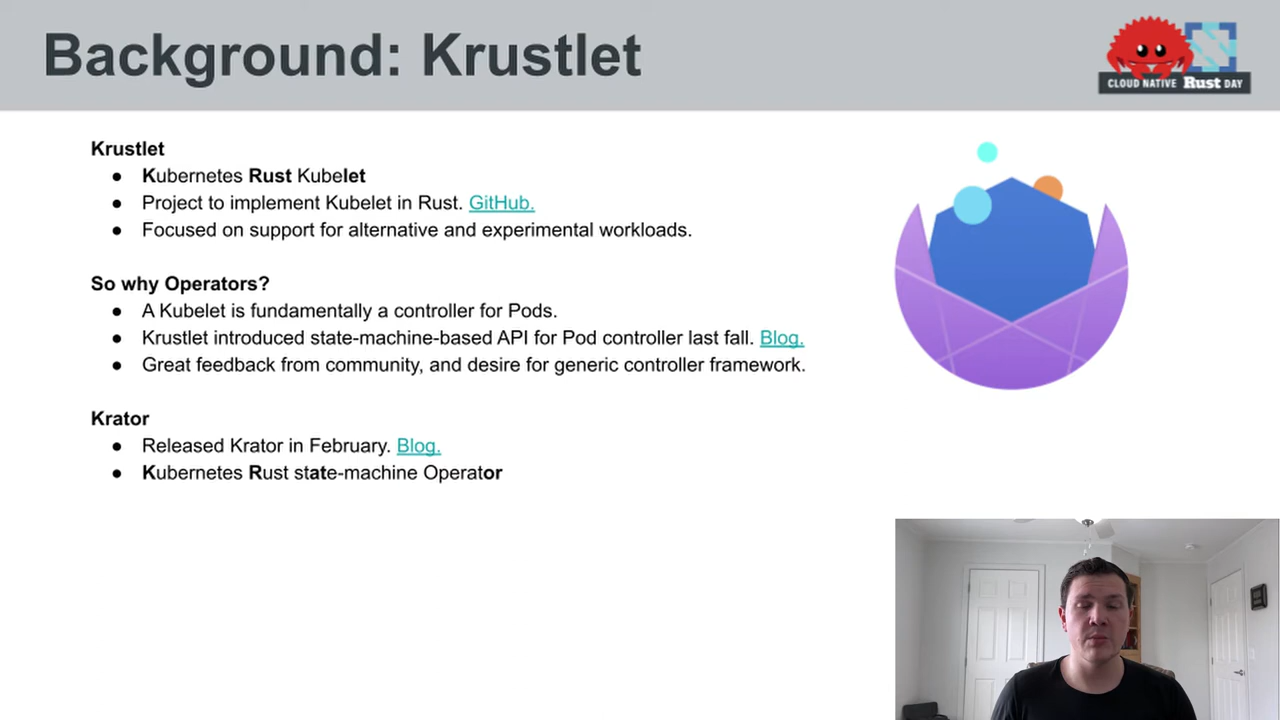 Background: Krustlet
CLOUD NATIVE Rust DAY
Krustlet
● Kubernetes Rust Kubelet
● Project to implement Kubelet in Rust. GitHub.
● Focused on support for alternative and experimental workloads.
So why Operators?
● A Kubelet is fundamentally a controller for Pods.
● Krustlet introduced state-machine-based API for Pod controller last fall. Blog.
● Great feedback from community, and desire for generic controller framework.
Krator
● Released Krator in February. Blog.
● Kubernetes Rust state-machine Operator